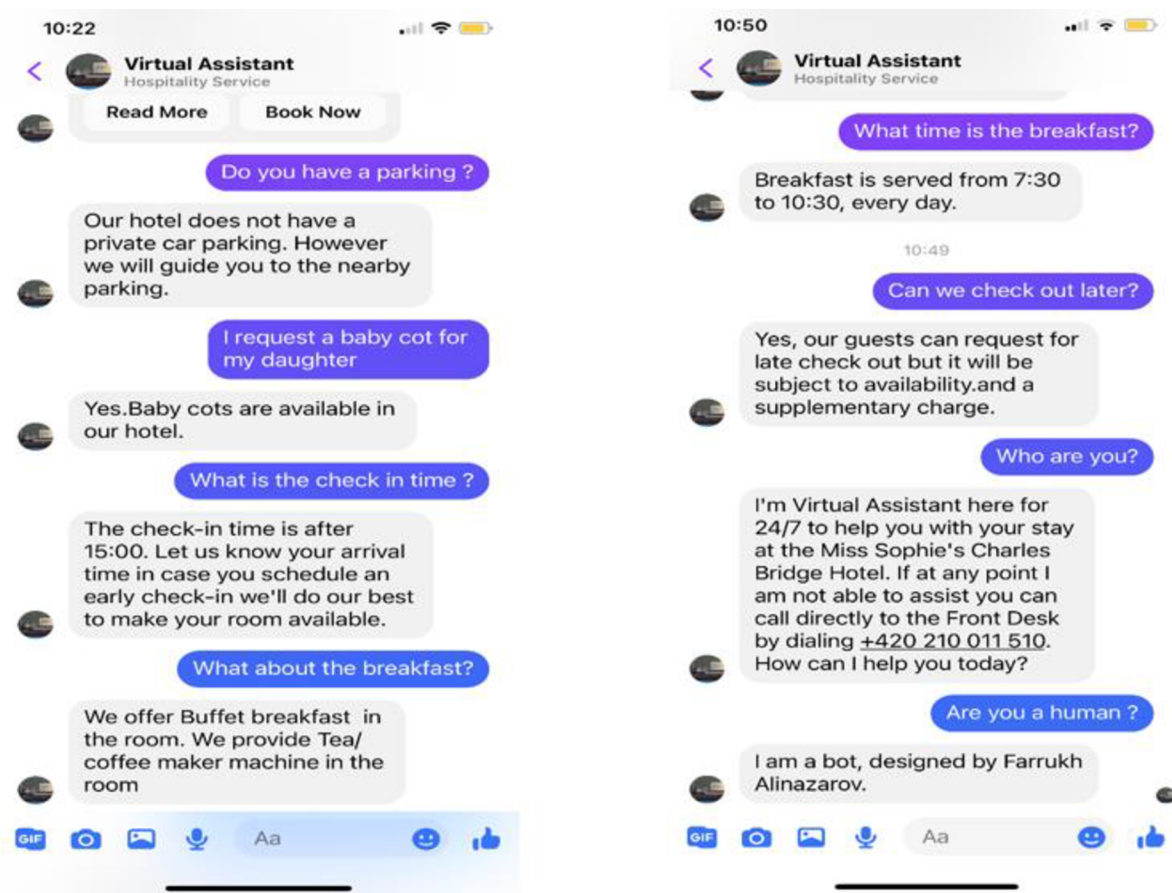 10:22
Virtual Assistant
Hospitality Service
Read More Book Now
Do you have a parking ?
Our hotel does not have a
private car parking. However
we will guide you to the nearby
parking.
I request a baby cot for
my daughter
Yes.Baby cots are available in
our hotel.
What is the check in time ?
The check-in time is after
15:00. Let us know your arrival
time in case you schedule an
early check-in we'll do our best
to make your room available.
What about the breakfast?
We offer Buffet breakfast in
the room. We provide Tea/
coffee maker machine in the
room
GIF Aa
10:50
Virtual Assistant
Hospitality Service
What time is the breakfast?
Breakfast is served from 7:30
to 10:30, every day.
10:49
Can we check out later?
Yes, our guests can request for
late check out but it will be
subject to availability.and a
supplementary charge.
Who are you?
I'm Virtual Assistant here for
24/7 to help you with your stay
at the Miss Sophie's Charles
Bridge Hotel. If at any point I
am not able to assist you can
call directly to the Front Desk
by dialing +420 210 011 510.
How can I help you today?
Are you a human ?
I am a bot, designed by Farrukh
Alinazarov.
GIF Aa